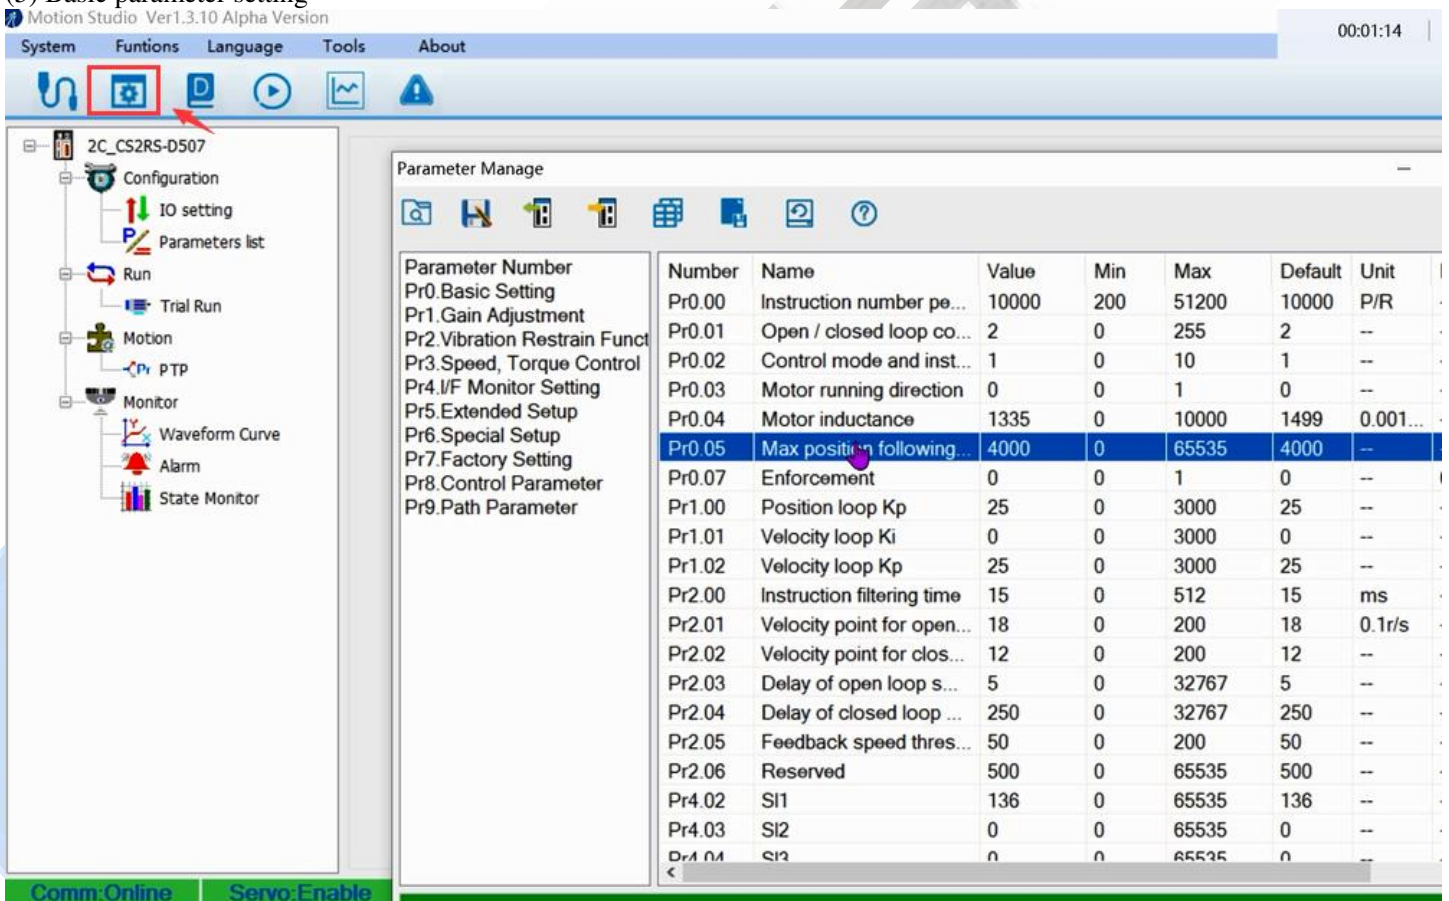 (3) Basic parameter setting
Motion Studio Ver1.3.10 Alpha Version
00:01:14
System Funtions Language Tools About
2C_CS2RS-D507
Configuration
IO setting
Parameters list
Run
Trial Run
Motion
PTP
Monitor
Waveform Curve
Alarm
State Monitor
Parameter Manage
Parameter Number
Pr0.Basic Setting
Pr1.Gain Adjustment
Pr2.Vibration Restrain Funct
Pr3.Speed, Torque Control
Pr4.I/F Monitor Setting
Pr5.Extended Setup
Pr6.Special Setup
Pr7.Factory Setting
Pr8.Control Parameter
Pr9.Path Parameter
Number Name Value Min Max Default Unit
Pr0.00 Instruction number pe... 10000 200 51200 10000 P/R
Pr0.01 Open / closed loop co... 2 0 255 2 --
Pr0.02 Control mode and inst... 1 0 10 1 --
Pr0.03 Motor running direction 0 0 1 0 --
Pr0.04 Motor inductance 1335 0 10000 1499 0.001...
Pr0.05 Max position following... 4000 0 65535 4000 --
Pr0.07 Enforcement 0 0 1 0 --
Pr1.00 Position loop Kp 25 0 3000 25 --
Pr1.01 Velocity loop Ki 0 0 3000 0 --
Pr1.02 Velocity loop Kp 25 0 3000 25 --
Pr2.00 Instruction filtering time 15 0 512 15 ms
Pr2.01 Velocity point for open... 18 0 200 18 0.1r/s
Pr2.02 Velocity point for clos... 12 0 200 12 --
Pr2.03 Delay of open loop s... 5 0 32767 5 --
Pr2.04 Delay of closed loop ... 250 0 32767 250 --
Pr2.05 Feedback speed thres... 50 0 200 50 --
Pr2.06 Reserved 500 0 65535 500 --
Pr4.02 SI1 136 0 65535 136 --
Pr4.03 SI2 0 0 65535 0 --
Pr4.04 SI3 0 0 65535 0 --
Comm:Online Servo:Enable